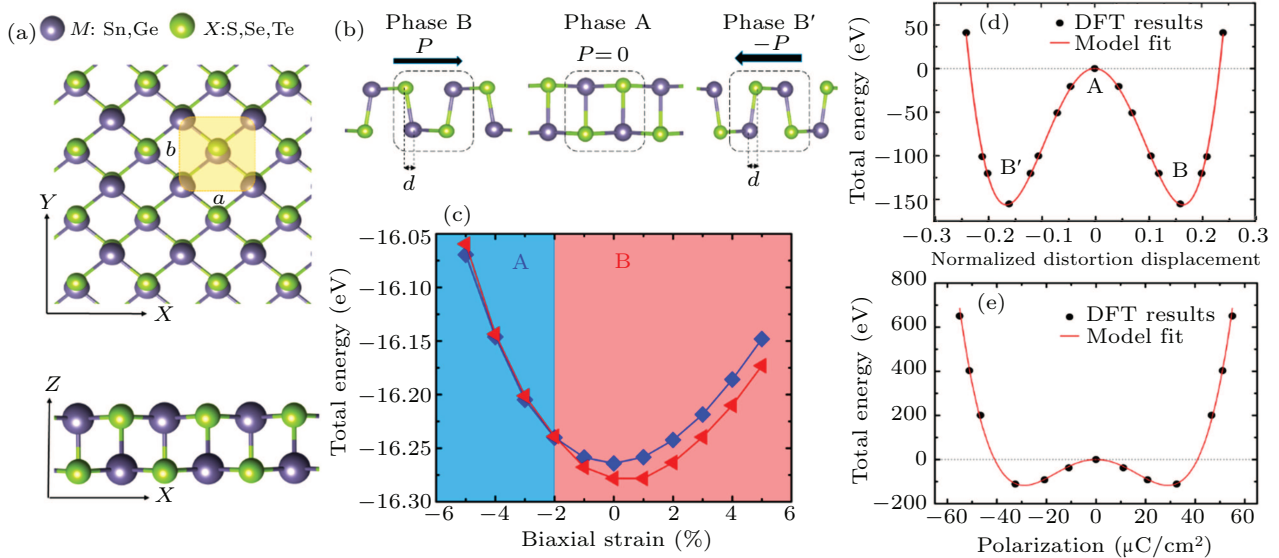 (a) M: Sn,Ge X:S,Se,Te
b
a
Y
X
Z
X
(b) Phase B Phase A Phase B′
P P=0 −P
d d
(c)
Total energy (eV)
−16.05
−16.10
−16.15
−16.20
−16.25
−16.30
A B
−6 −4 −2 0 2 4 6
Biaxial strain (%)
(d)
DFT results
Model fit
Total energy (eV)
50
0
−50
−100
−150
A
B′ B
−0.3 −0.2 −0.1 0 0.1 0.2 0.3
Normalized distortion displacement
(e)
DFT results
Model fit
Total energy (eV)
800
600
400
200
0
−200
−60 −40 −20 0 20 40 60
Polarization (μC/cm²)